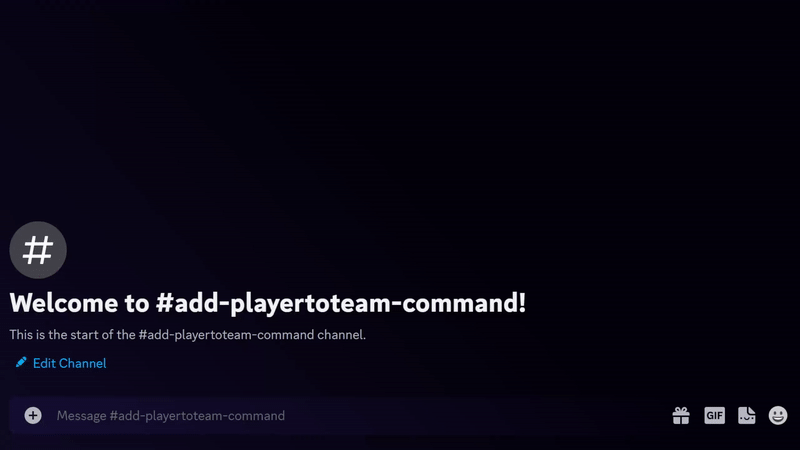 Welcome to #add-playertoteam-command!
This is the start of the #add-playertoteam-command channel.
Edit Channel
Message #add-playertoteam-command
GIF